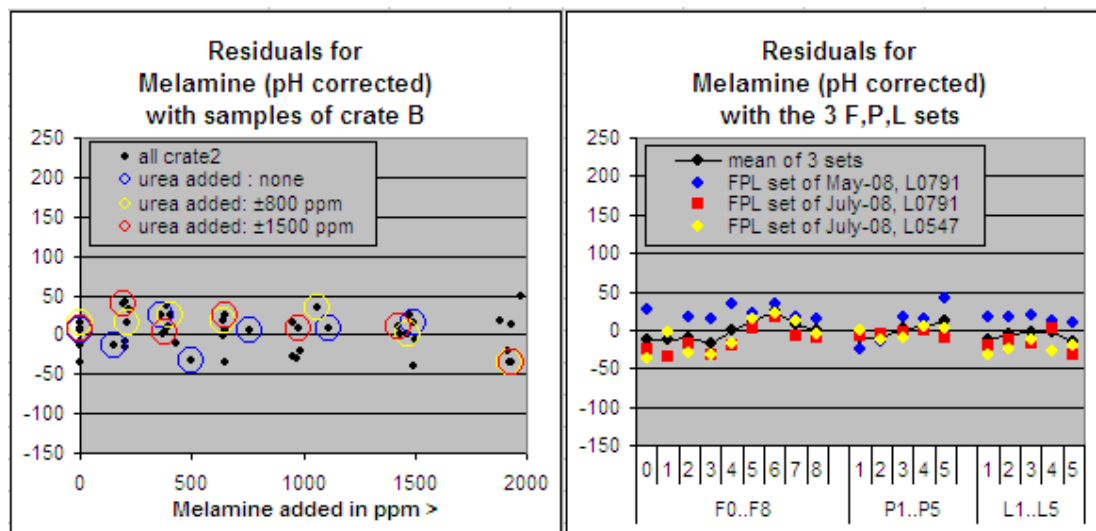 Residuals for
Melamine (pH corrected)
with samples of crate B
250
200
150
100
50
0
-50
-100
-150
all crate2
urea added : none
urea added: ±800 ppm
urea added: ±1500 ppm
0 500 1000 1500 2000
Melamine added in ppm >
Residuals for
Melamine (pH corrected)
with the 3 F,P,L sets
250
200
150
100
50
0
-50
-100
-150
mean of 3 sets
FPL set of May-08, L0791
FPL set of July-08, L0791
FPL set of July-08, L0547
0 1 2 3 4 5 6 7 8 1 2 3 4 5 1 2 3 4 5
F0..F8 P1..P5 L1..L5